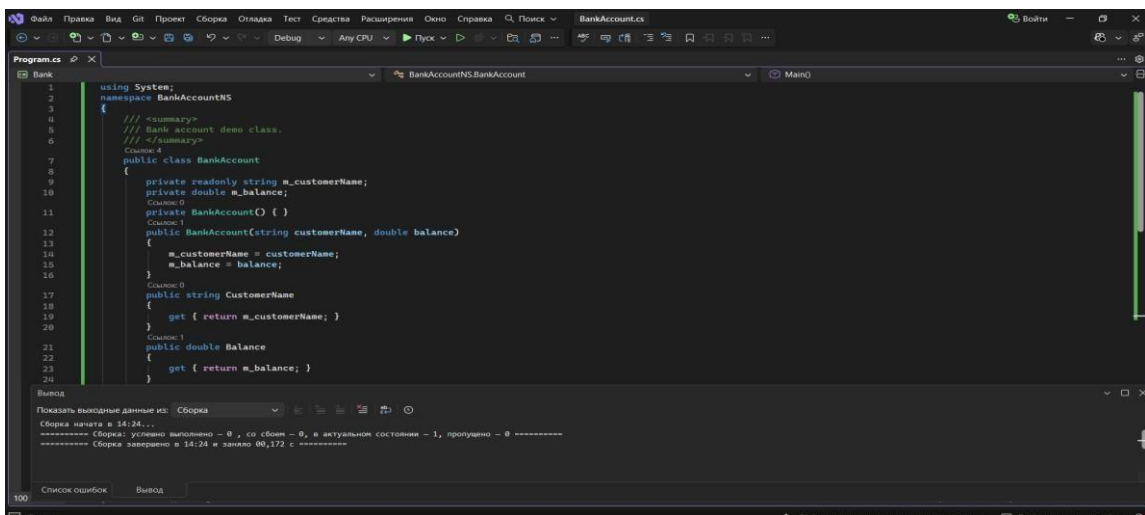 Файл Правка Вид Git Проект Сборка Отладка Тест Средства Расширения Окно Справка Поиск BankAccount.cs Войти
Debug Any CPU Пуск
Program.cs
Bank BankAccountNS.BankAccount Main()
1 using System;
2 namespace BankAccountNS
3 {
4 /// <summary>
5 /// Bank account demo class.
6 /// </summary>
Ссылок: 4
7 public class BankAccount
8 {
9 private readonly string m_customerName;
10 private double m_balance;
Ссылок: 0
11 private BankAccount() { }
Ссылок: 1
12 public BankAccount(string customerName, double balance)
13 {
14 m_customerName = customerName;
15 m_balance = balance;
16 }
Ссылок: 0
17 public string CustomerName
18 {
19 get { return m_customerName; }
20 }
Ссылок: 1
21 public double Balance
22 {
23 get { return m_balance; }
24 }
Вывод
Показать выходные данные из: Сборка
Сборка начата в 14:24...
========== Сборка: успешно выполнено — 0 , со сбоем — 0, в актуальном состоянии — 1, пропущено — 0 ==========
========== Сборка завершено в 14:24 и заняло 00,172 с ==========
Список ошибок Вывод
100